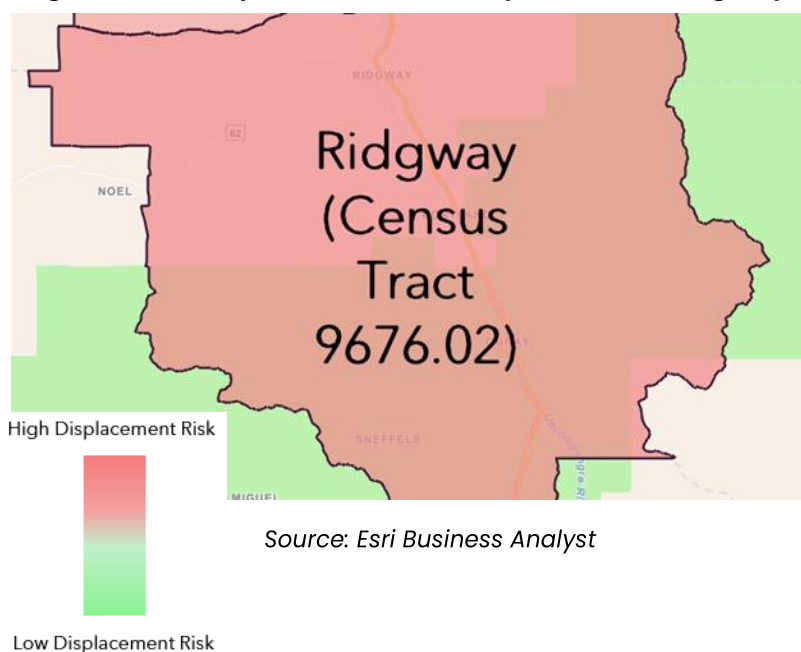 RIDGWAY
62
Ridgway
(Census
Tract
9676.02)
NOEL
SNEFFELS
MIGUEL
High Displacement Risk
Source: Esri Business Analyst
Low Displacement Risk